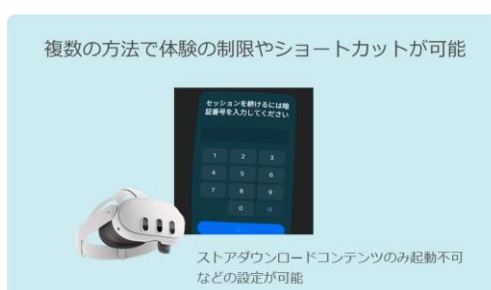 複数の方法で体験の制限やショートカットが可能
セッションを続けるには暗
証番号を入力してください
1 2 3
4 5 6
7 8 9
0
ストアダウンロードコンテンツのみ起動不可
などの設定が可能